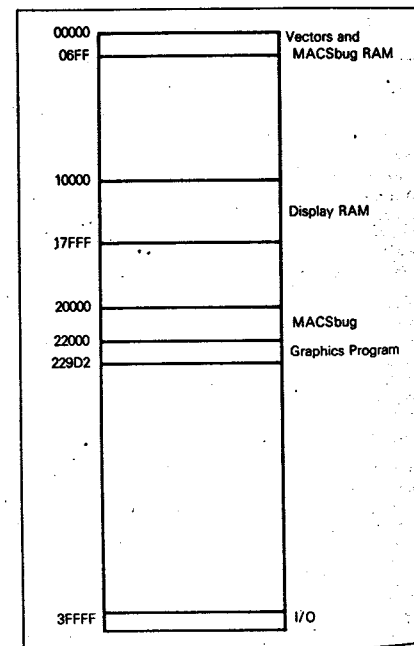 00000 Vectors and
06FF MACSbug RAM
10000
Display RAM
17FFF
20000
MACSbug
22000
Graphics Program
229D2
3FFFF I/O